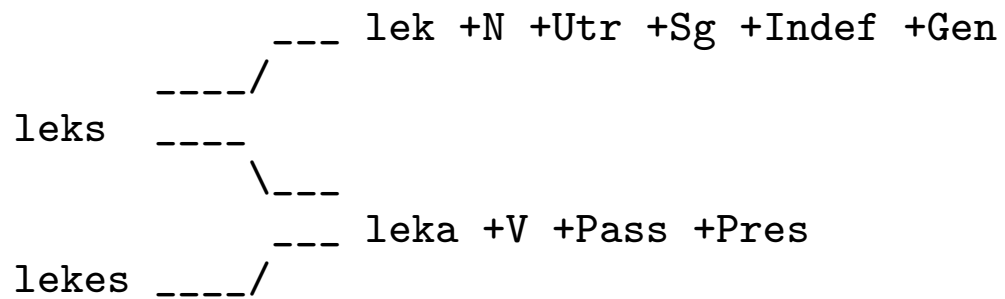 lek +N +Utr +Sg +Indef +Gen
leks
leka +V +Pass +Pres
lekes